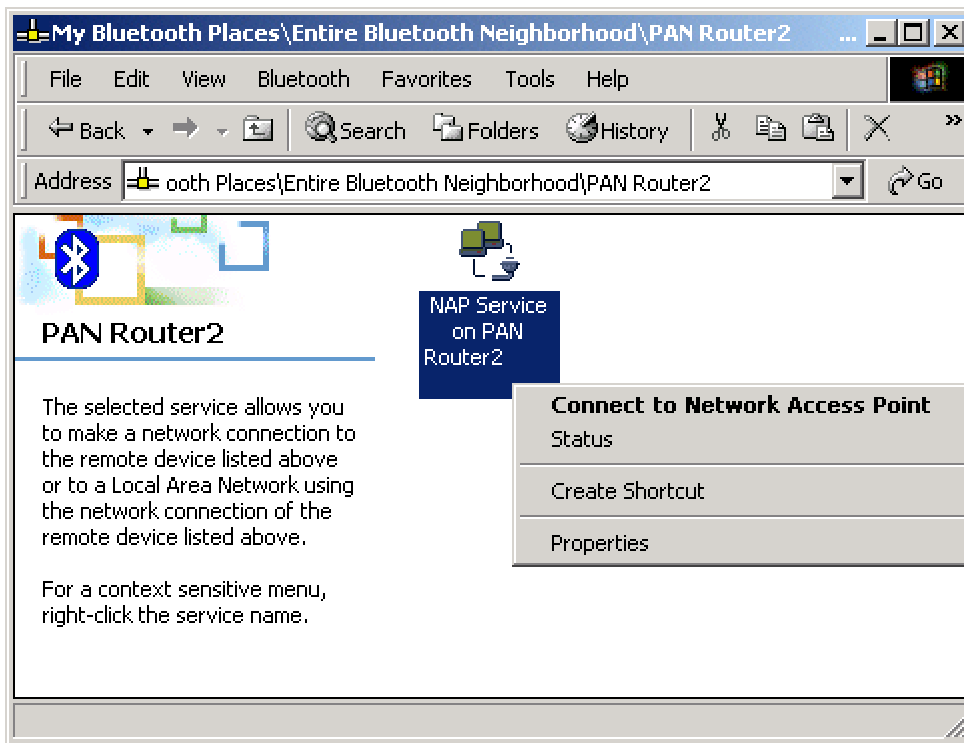 My Bluetooth Places\Entire Bluetooth Neighborhood\PAN Router2 ...
File Edit View Bluetooth Favorites Tools Help
Back Search Folders History »
Address ooth Places\Entire Bluetooth Neighborhood\PAN Router2 Go
NAP Service
on PAN
Router2
PAN Router2
The selected service allows you
to make a network connection to
the remote device listed above
or to a Local Area Network using
the network connection of the
remote device listed above.
For a context sensitive menu,
right-click the service name.
Connect to Network Access Point
Status
Create Shortcut
Properties